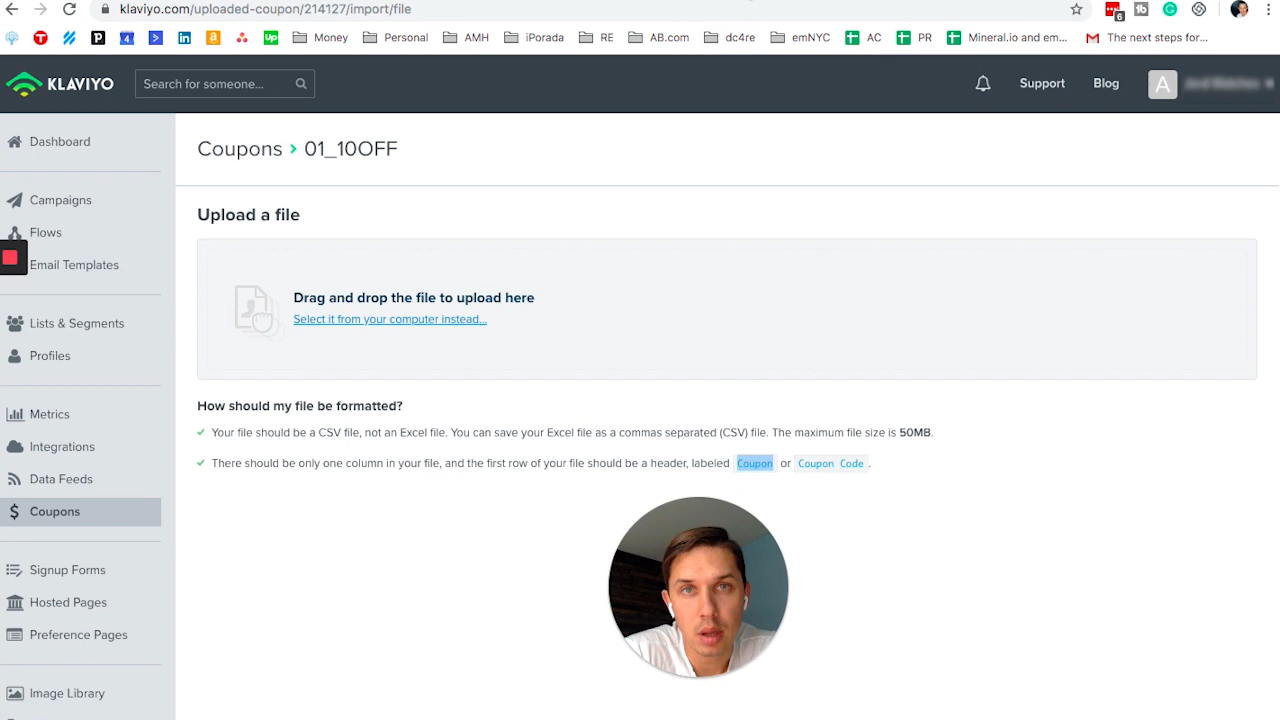 klaviyo.com/uploaded-coupon/214127/import/file
6
Money
Personal
AMH
iPorada
RE
AB.com
dc4re
emNYC
AC
PR
Mineral.io and em...
The next steps for...
KLAVIYO
Search for someone...
Support
Blog
A
Dashboard
Campaigns
Flows
Email Templates
Lists & Segments
Profiles
Metrics
Integrations
Data Feeds
Coupons
Signup Forms
Hosted Pages
Preference Pages
Image Library
Coupons > 01_10OFF
Upload a file
Drag and drop the file to upload here
Select it from your computer instead...
How should my file be formatted?
Your file should be a CSV file, not an Excel file. You can save your Excel file as a commas separated (CSV) file. The maximum file size is 50MB.
There should be only one column in your file, and the first row of your file should be a header, labeled Coupon or Coupon Code.